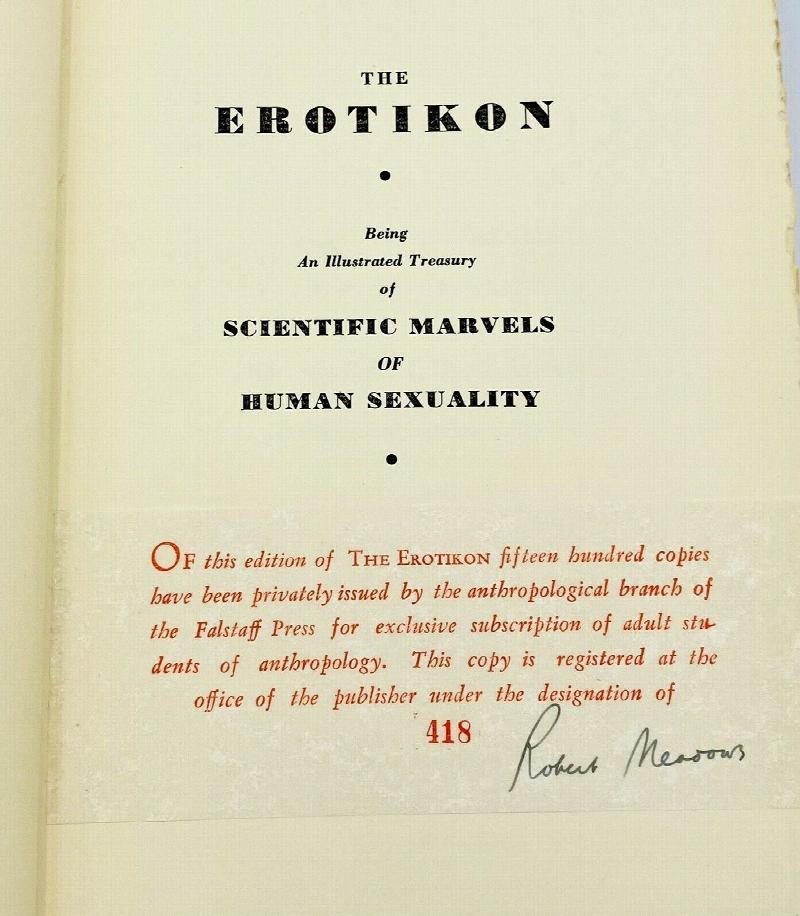 THE
EROTIKON
•
Being
An Illustrated Treasury
of
SCIENTIFIC MARVELS
OF
HUMAN SEXUALITY
•
OF this edition of THE EROTIKON fifteen hundred copies
have been privately issued by the anthropological branch of
the Falstaff Press for exclusive subscription of adult stu-
dents of anthropology. This copy is registered at the
office of the publisher under the designation of
418
Robert Meadows